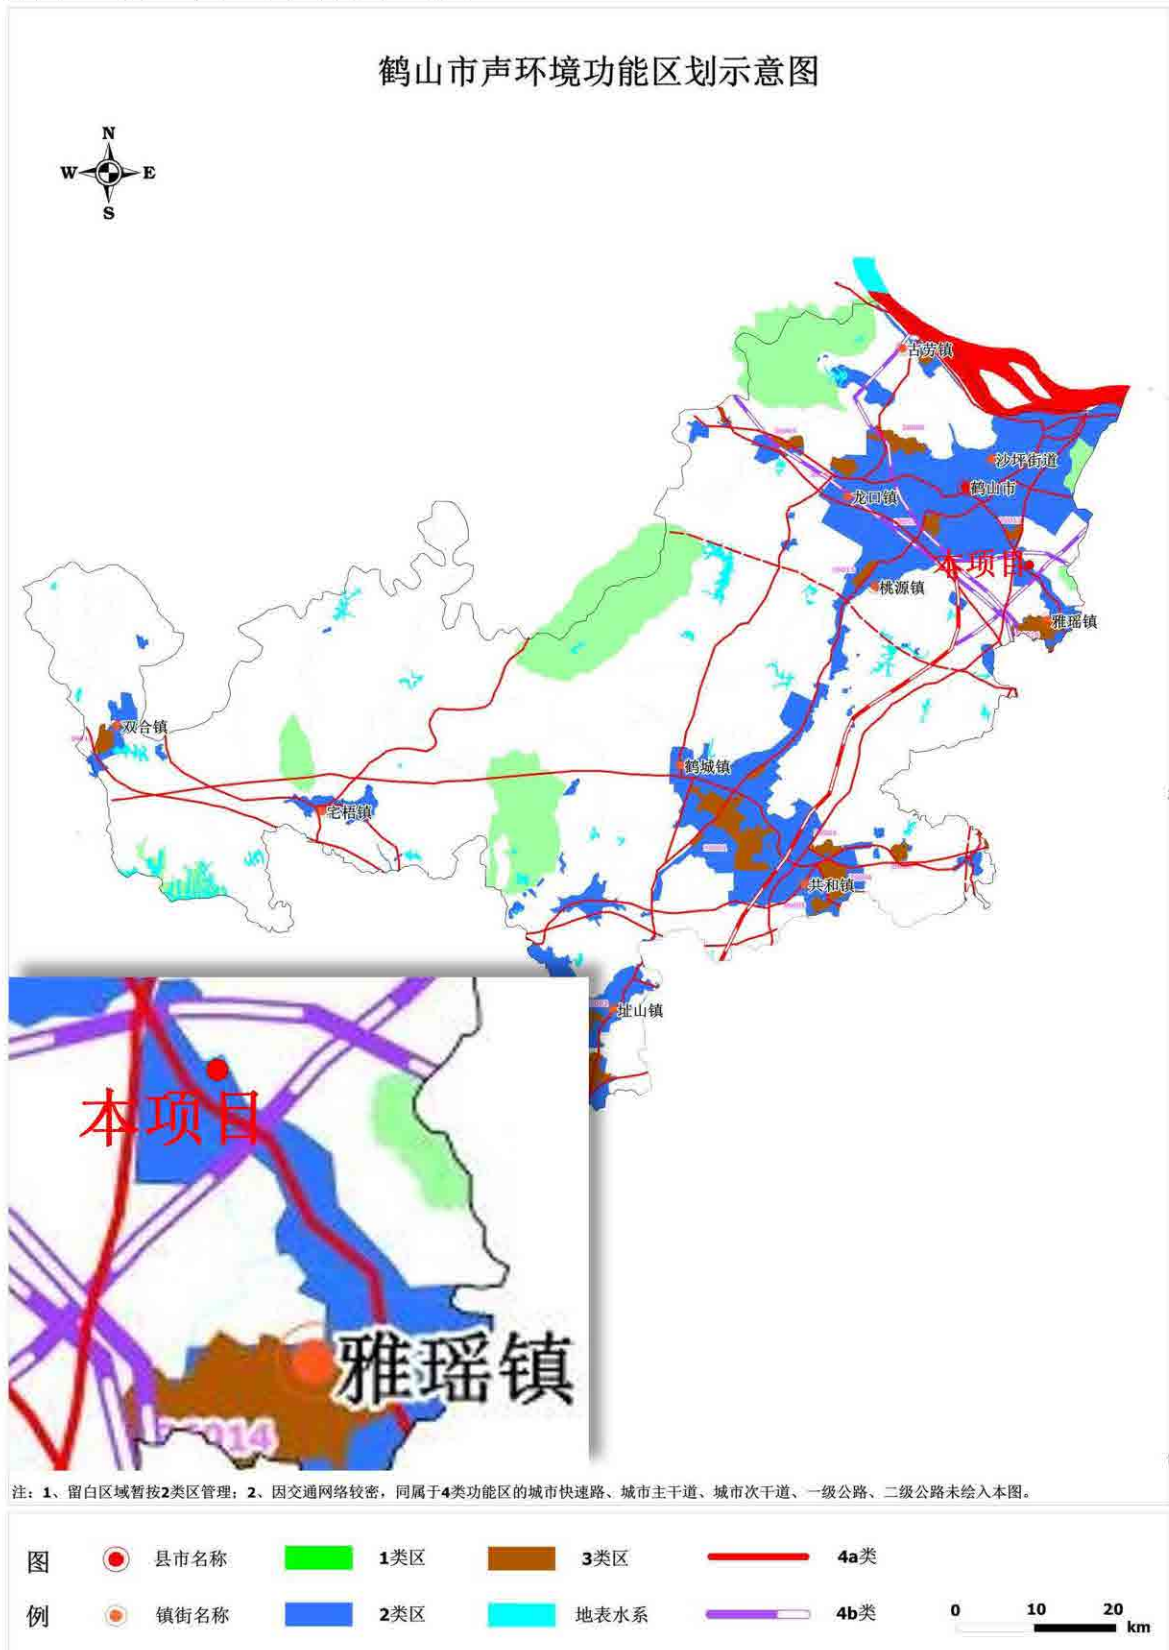 鹤山市声环境功能区划示意图
N
W E
S
古劳镇
沙坪街道
鹤山市
龙口镇
本项目
桃源镇
雅瑶镇
双合镇
鹤城镇
宅梧镇
共和镇
址山镇
本项目
雅瑶镇
注：1、留白区域暂按2类区管理；2、因交通网络较密，同属于4类功能区的城市快速路、城市主干道、城市次干道、一级公路、二级公路未绘入本图。
图 县市名称 1类区 3类区 4a类
例 镇街名称 2类区 地表水系 4b类
0 10 20
km